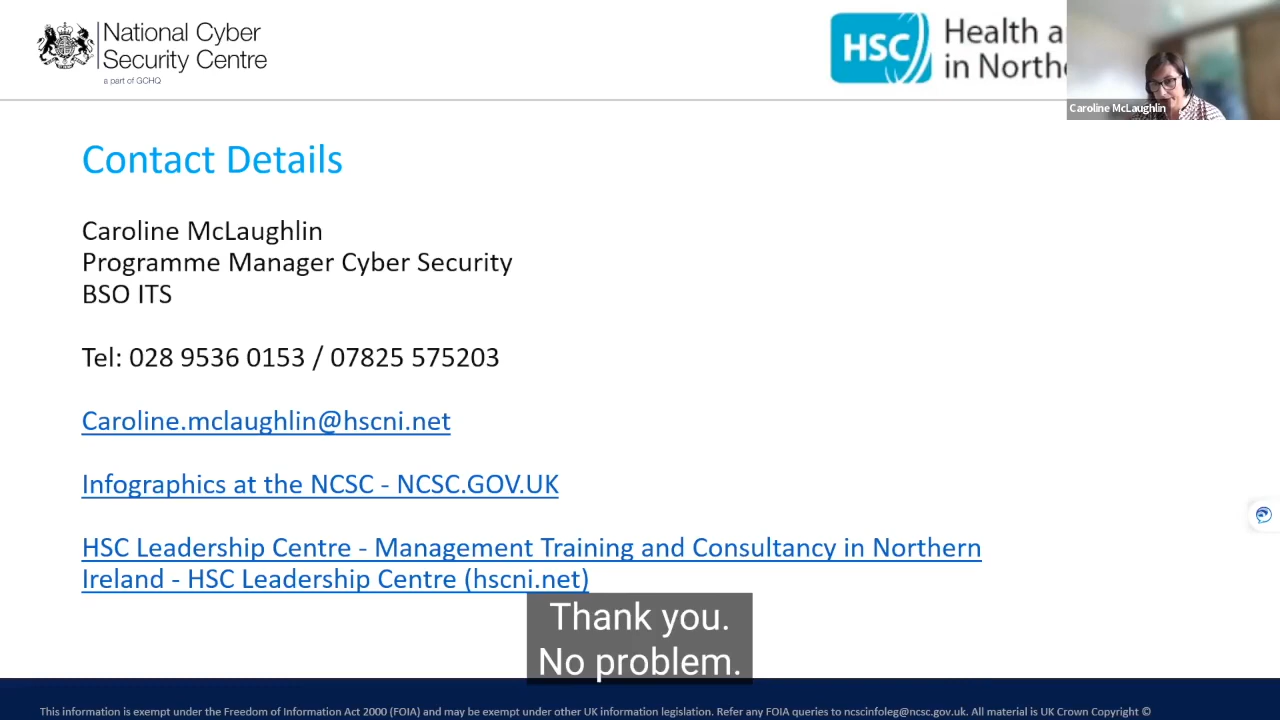 National Cyber
Security Centre
a part of GCHQ
HSC
Health a
in Northe
Caroline McLaughlin
Contact Details
Caroline McLaughlin
Programme Manager Cyber Security
BSO ITS
Tel: 028 9536 0153 / 07825 575203
Caroline.mclaughlin@hscni.net
Infographics at the NCSC - NCSC.GOV.UK
HSC Leadership Centre - Management Training and Consultancy in Northern
Ireland - HSC Leadership Centre (hscni.net)
Thank you.
No problem.
This information is exempt under the Freedom of Information Act 2000 (FOIA) and may be exempt under other UK information legislation. Refer any FOIA queries to ncscinfoleg@ncsc.gov.uk. All material is UK Crown Copyright ©